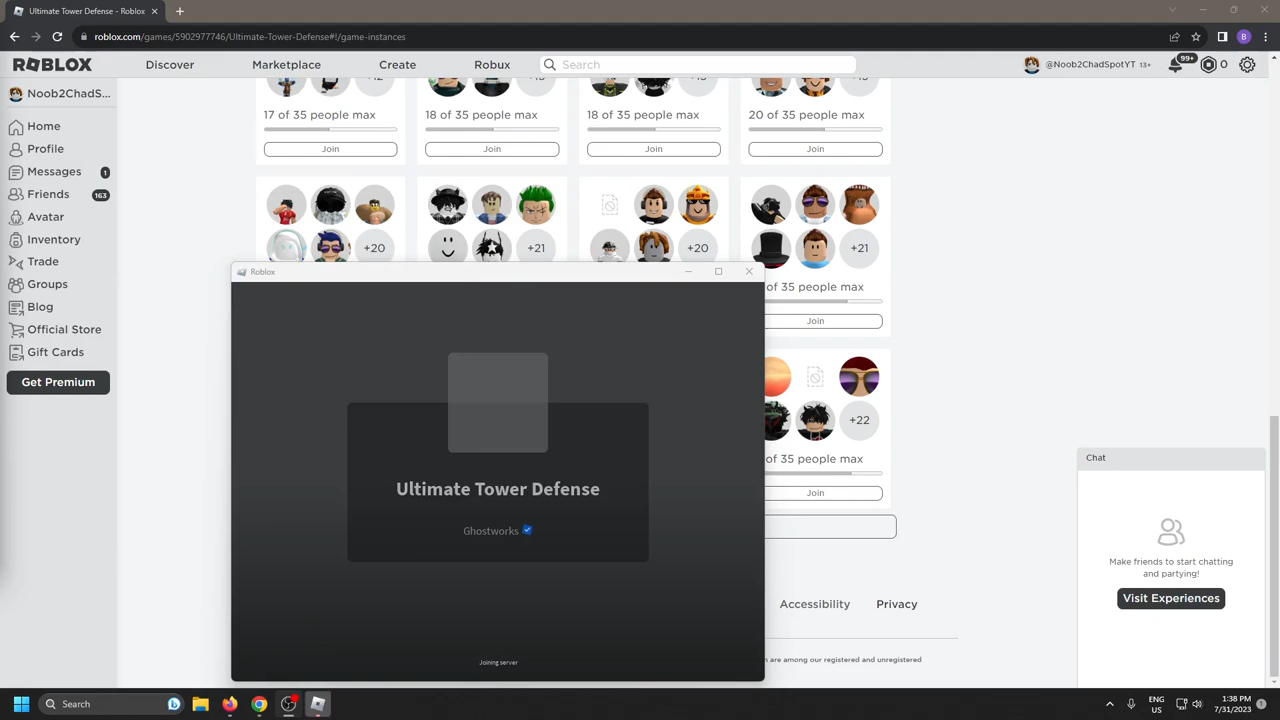 Ultimate Tower Defense - Roblox
roblox.com/games/5902977746/Ultimate-Tower-Defense#!/game-instances
B
ROBLOX
Discover
Marketplace
Create
Robux
Search
@Noob2ChadSpotYT 13+
99+
0
Noob2ChadS...
Home
Profile
Messages 1
Friends 163
Avatar
Inventory
Trade
Groups
Blog
Official Store
Gift Cards
Get Premium
17 of 35 people max
18 of 35 people max
18 of 35 people max
20 of 35 people max
Join
Join
Join
Join
+20
+21
+20
+21
of 35 people max
Join
+22
of 35 people max
Join
Roblox
Ultimate Tower Defense
Ghostworks
Joining server
Accessibility
Privacy
are among our registered and unregistered
Chat
Make friends to start chatting
and partying!
View Experiences
Search
ENG
US
1:38 PM
7/31/2023
1